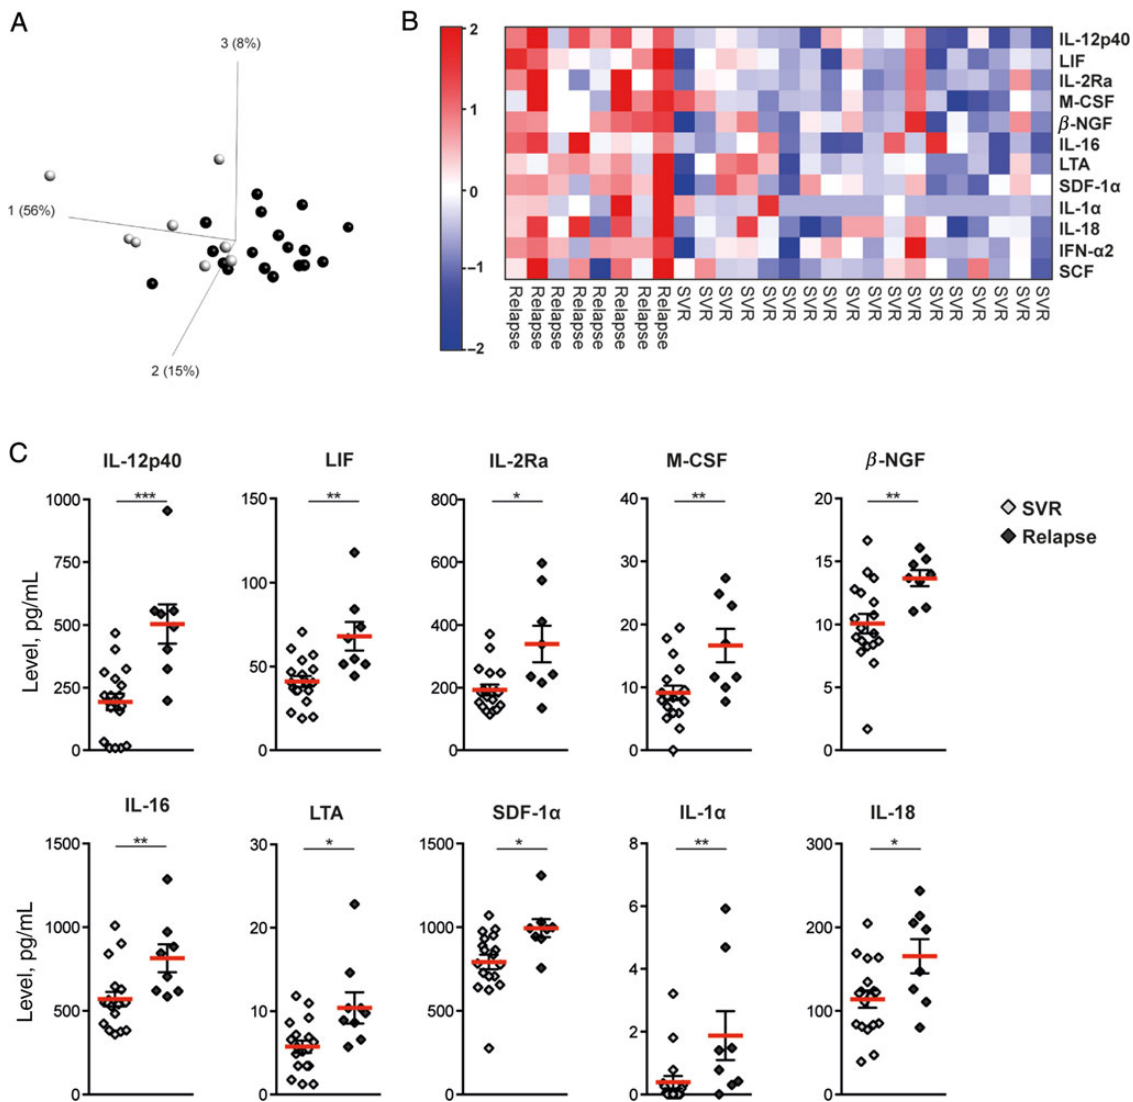 A
3 (8%)
1 (56%)
2 (15%)
B
2
1
0
−1
−2
IL-12p40
LIF
IL-2Ra
M-CSF
β-NGF
IL-16
LTA
SDF-1α
IL-1α
IL-18
IFN-α2
SCF
Relapse Relapse Relapse Relapse Relapse Relapse Relapse Relapse SVR SVR SVR SVR SVR SVR SVR SVR SVR SVR SVR SVR SVR SVR SVR SVR SVR SVR
C
IL-12p40 LIF IL-2Ra M-CSF β-NGF
*** ** * ** **
Level, pg/mL
1000
750
500
250
0
150
100
50
0
800
600
400
200
0
40
30
20
10
0
20
15
10
5
0
SVR
Relapse
IL-16 LTA SDF-1α IL-1α IL-18
** * * ** *
Level, pg/mL
1500
1000
500
0
30
20
10
0
1500
1000
500
0
8
6
4
2
0
300
200
100
0